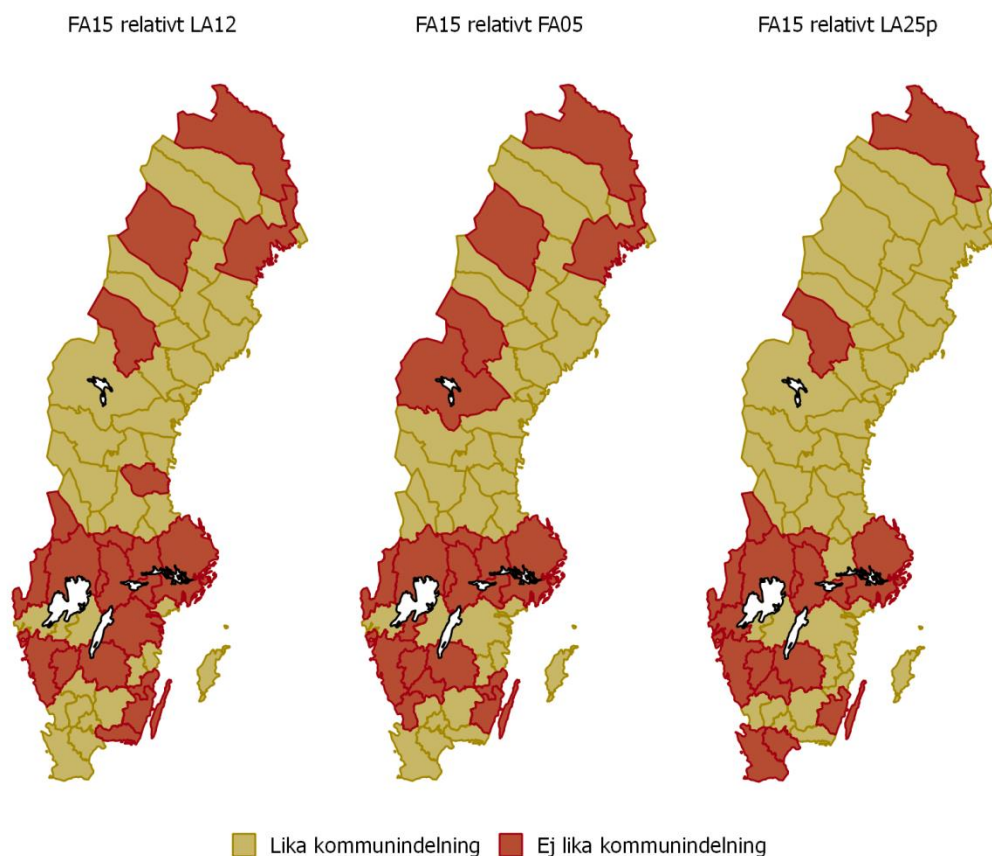 FA15 relativt LA12
FA15 relativt FA05
FA15 relativt LA25p
Lika kommunindelning
Ej lika kommunindelning